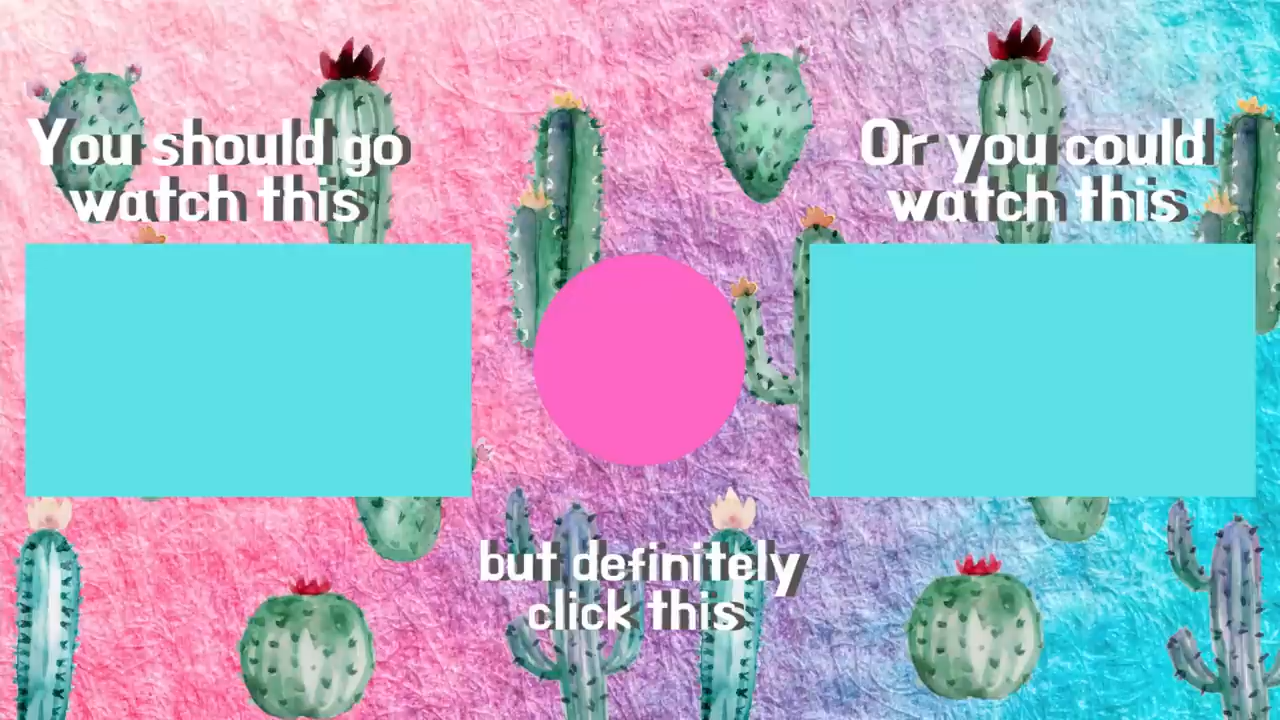 You should go
watch this
Or you could
watch this
but definitely
click this